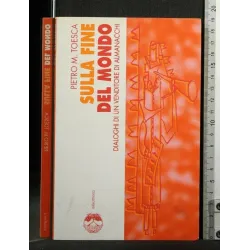 PIETRO M. TOESCA
SULLA FINE
DEL MONDO
DIALOGHI DI UN VENDITORE DI ALMANACCHI
SULLA FINE DEL MONDO